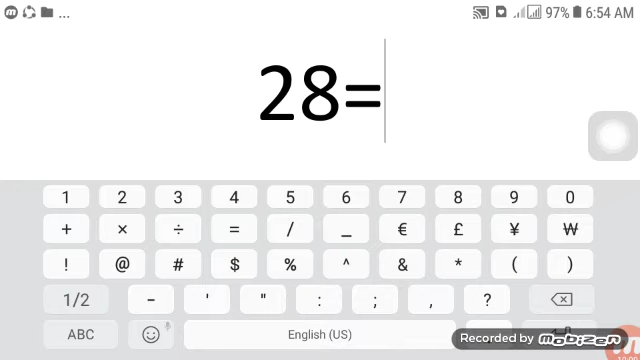 ... 97% 6:54 AM
28=
1 2 3 4 5 6 7 8 9 0
+ × ÷ = / _ € £ ¥ ₩
! @ # $ % ^ & * ( )
1/2 - ' " : ; , ?
ABC English (US)
Recorded by mobizen